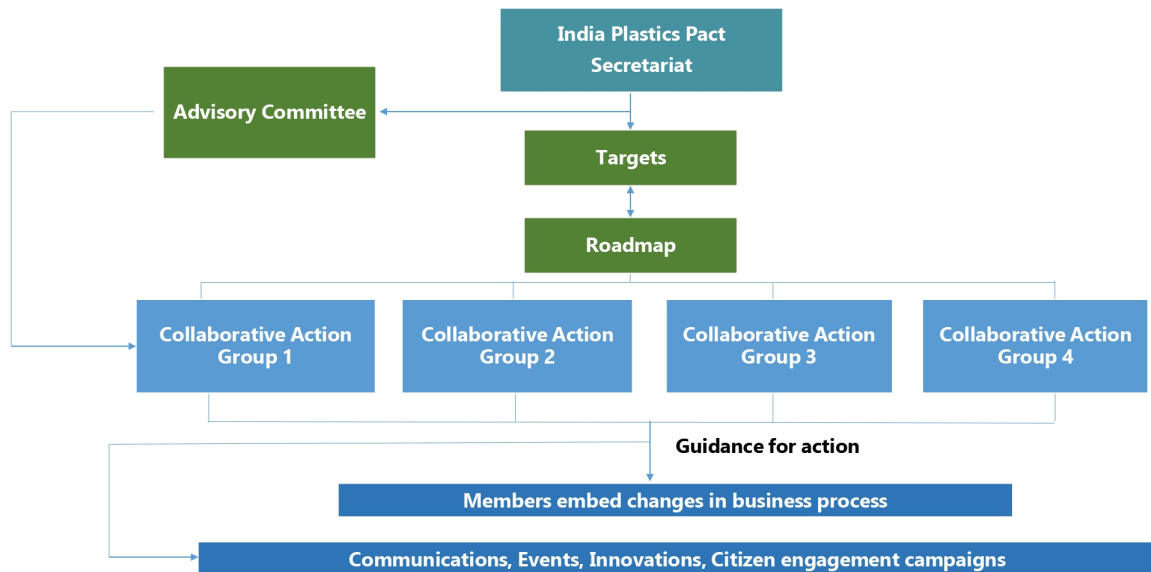 India Plastics Pact
Secretariat
Advisory Committee
Targets
Roadmap
Collaborative Action
Group 1
Collaborative Action
Group 2
Collaborative Action
Group 3
Collaborative Action
Group 4
Guidance for action
Members embed changes in business process
Communications, Events, Innovations, Citizen engagement campaigns